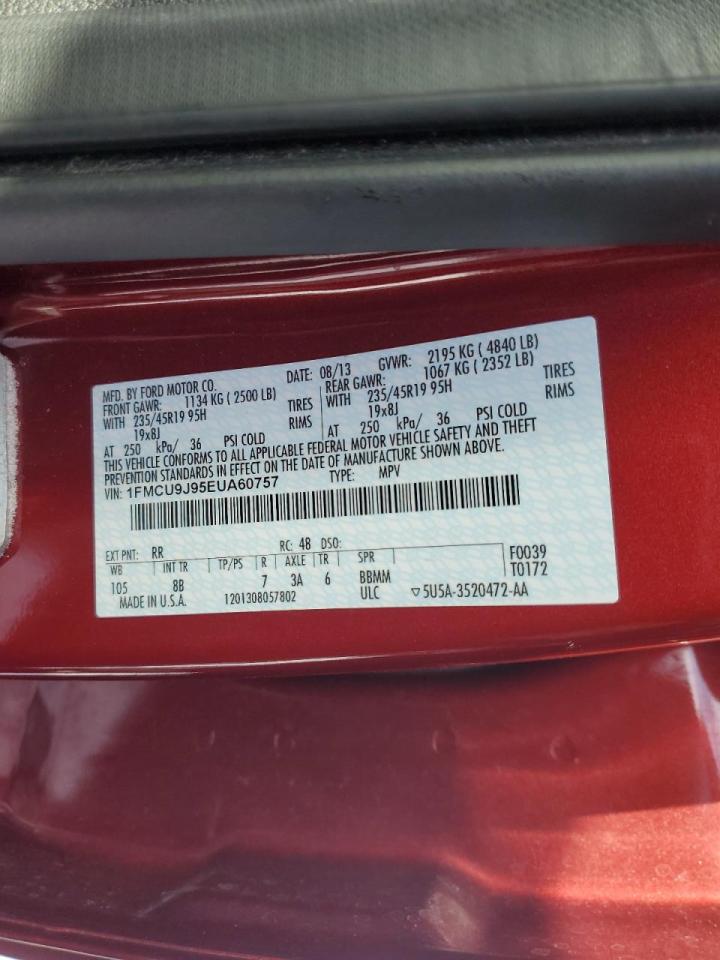 MFD. BY FORD MOTOR CO. DATE: 08/13 GVWR: 2195 KG ( 4840 LB)
FRONT GAWR: 1134 KG ( 2500 LB) REAR GAWR: 1067 KG ( 2352 LB)
WITH 235/45R19 95H TIRES WITH 235/45R19 95H TIRES
19x8J RIMS 19x8J RIMS
AT 250 kPa/ 36 PSI COLD AT 250 kPa/ 36 PSI COLD
THIS VEHICLE CONFORMS TO ALL APPLICABLE FEDERAL MOTOR VEHICLE SAFETY AND THEFT
PREVENTION STANDARDS IN EFFECT ON THE DATE OF MANUFACTURE SHOWN ABOVE.
VIN: 1FMCU9J95EUA60757 TYPE: MPV
EXT PNT: RR RC: 48 DSO: F0039
WB INT TR TP/PS R AXLE TR SPR T0172
105 8B 7 3A 6 BBMM
MADE IN U.S.A. 1201308057802 ULC ▽5U5A-3520472-AA